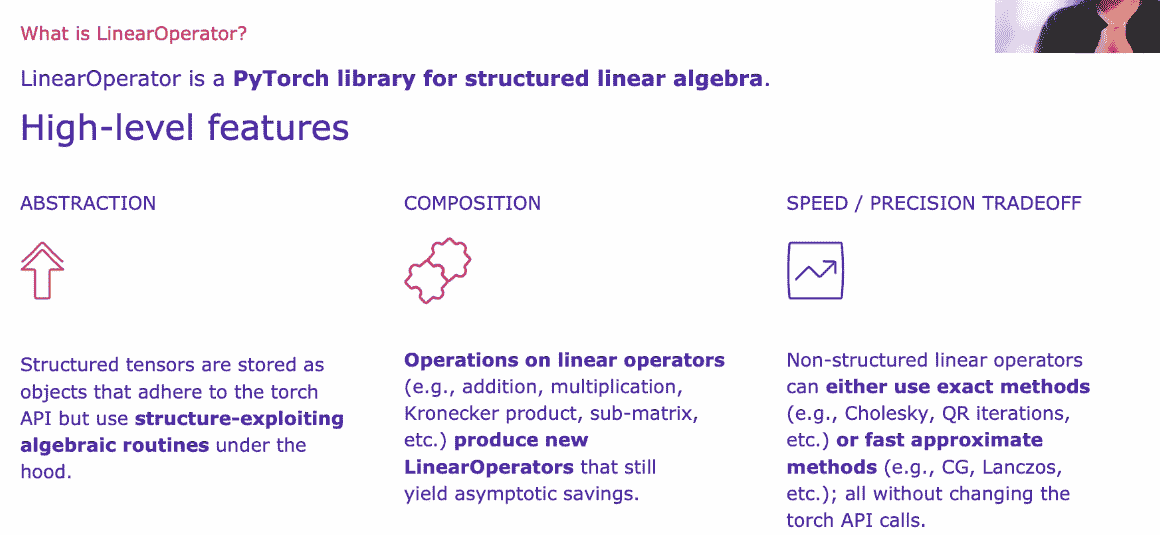 What is LinearOperator?
LinearOperator is a PyTorch library for structured linear algebra.
High-level features
ABSTRACTION
Structured tensors are stored as
objects that adhere to the torch
API but use structure-exploiting
algebraic routines under the
hood.
COMPOSITION
Operations on linear operators
(e.g., addition, multiplication,
Kronecker product, sub-matrix,
etc.) produce new
LinearOperators that still
yield asymptotic savings.
SPEED / PRECISION TRADEOFF
Non-structured linear operators
can either use exact methods
(e.g., Cholesky, QR iterations,
etc.) or fast approximate
methods (e.g., CG, Lanczos,
etc.); all without changing the
torch API calls.